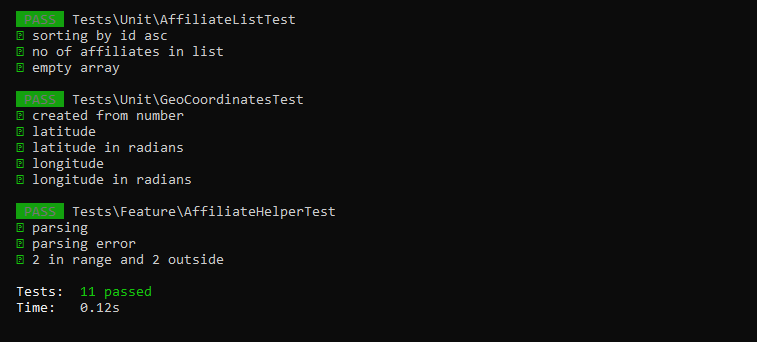 PASS Tests\Unit\AffiliateListTest
sorting by id asc
no of affiliates in list
empty array
PASS Tests\Unit\GeoCoordinatesTest
created from number
latitude
latitude in radians
longitude
longitude in radians
PASS Tests\Feature\AffiliateHelperTest
parsing
parsing error
2 in range and 2 outside
Tests: 11 passed
Time: 0.12s